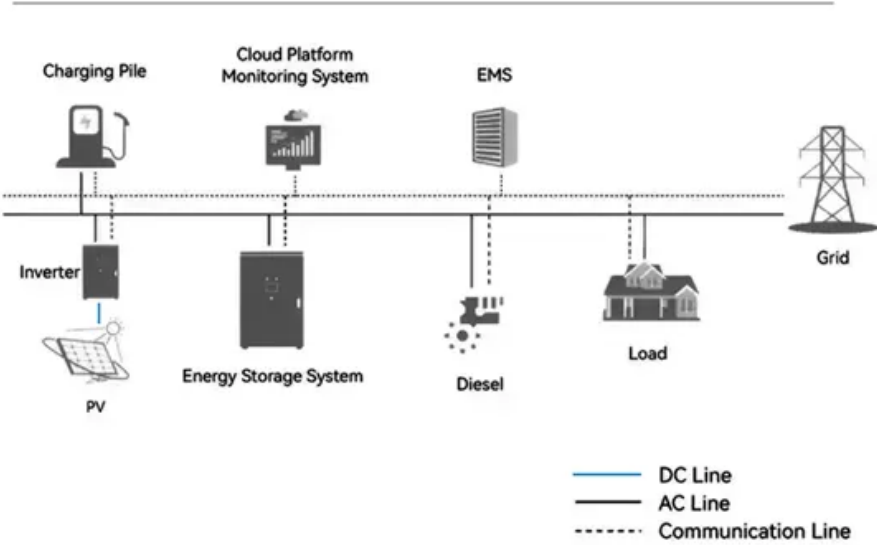 Charging Pile
Cloud Platform
Monitoring System
EMS
Grid
Inverter
PV
Energy Storage System
Diesel
Load
DC Line
AC Line
Communication Line